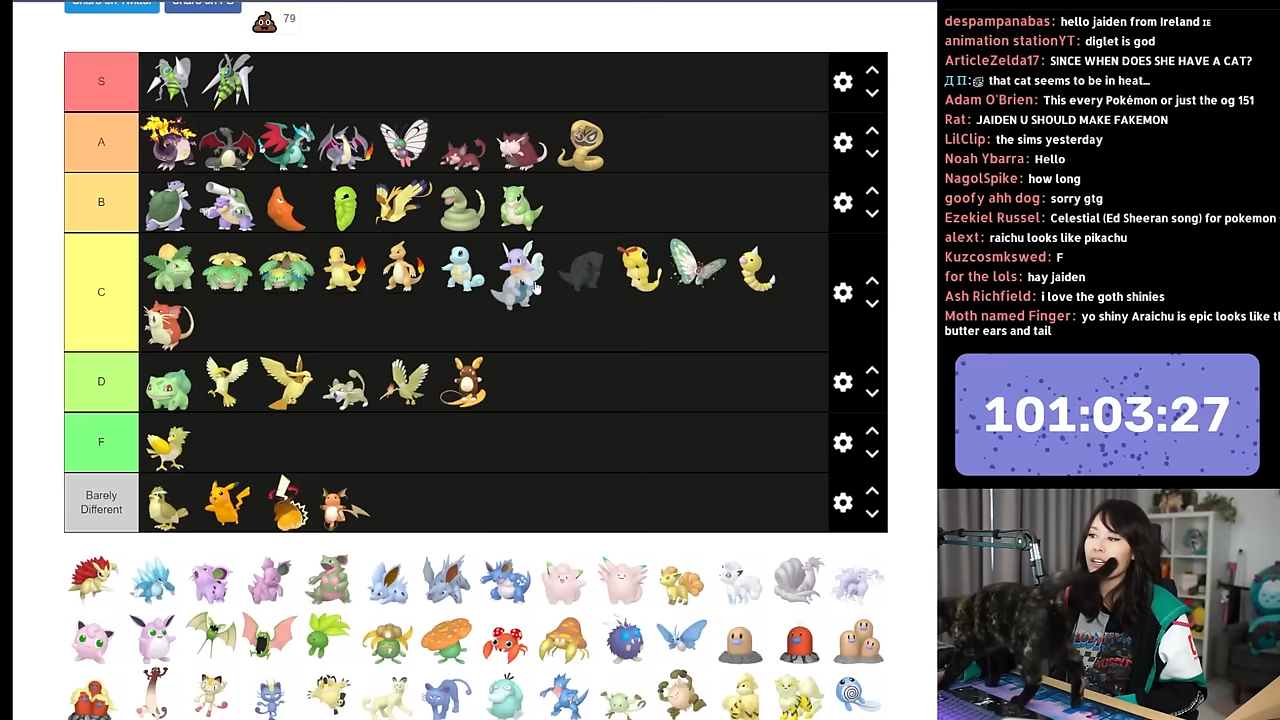 79
S
A
B
C
D
F
Barely
Different
despampanabas: hello jaiden from Ireland IE
animation stationYT: diglet is god
ArticleZelda17: SINCE WHEN DOES SHE HAVE A CAT?
Д П: that cat seems to be in heat...
Adam O'Brien: This every Pokémon or just the og 151
Rat: JAIDEN U SHOULD MAKE FAKEMON
LilClip: the sims yesterday
Noah Ybarra: Hello
NagolSpike: how long
goofy ahh dog: sorry gtg
Ezekiel Russel: Celestial (Ed Sheeran song) for pokemon
alext: raichu looks like pikachu
Kuzcosmkswed: F
for the lols: hay jaiden
Ash Richfield: i love the goth shinies
Moth named Finger: yo shiny Araichu is epic looks like th
butter ears and tail
101:03:27